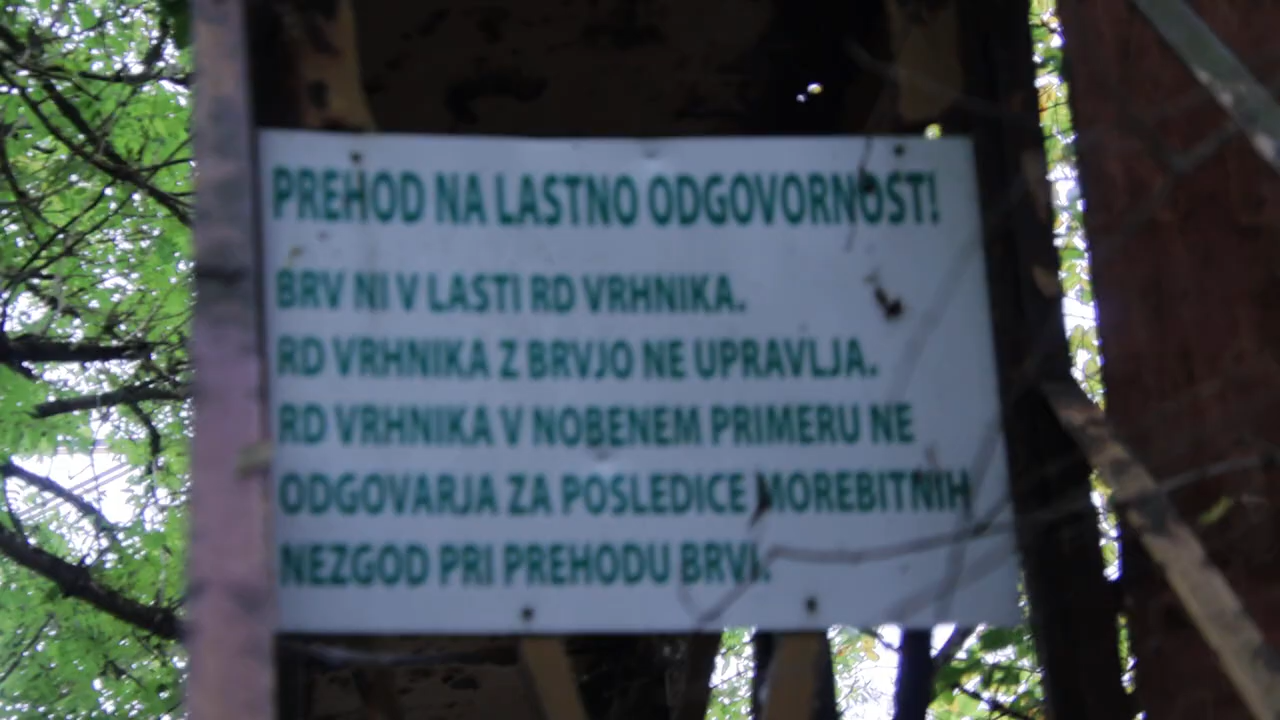 PREHOD NA LASTNO ODGOVORNOST!
BRV NI V LASTI RD VRHNIKA.
RD VRHNIKA Z BRVJO NE UPRAVLJA.
RD VRHNIKA V NOBENEM PRIMERU NE
ODGOVARJA ZA POSLEDICE MOREBITNIH
NEZGOD PRI PREHODU BRVI.